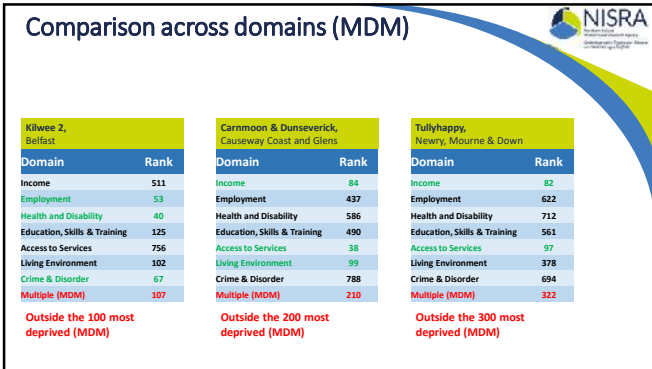 Comparison across domains (MDM)
NISRA
Kilwee 2,
Belfast
Domain Rank
Income 511
Employment 53
Health and Disability 40
Education, Skills & Training 125
Access to Services 756
Living Environment 102
Crime & Disorder 67
Multiple (MDM) 107
Outside the 100 most
deprived (MDM)
Carnmoon & Dunseverick,
Causeway Coast and Glens
Domain Rank
Income 84
Employment 437
Health and Disability 586
Education, Skills & Training 490
Access to Services 38
Living Environment 99
Crime & Disorder 788
Multiple (MDM) 210
Outside the 200 most
deprived (MDM)
Tullyhappy,
Newry, Mourne & Down
Domain Rank
Income 82
Employment 622
Health and Disability 712
Education, Skills & Training 561
Access to Services 97
Living Environment 378
Crime & Disorder 694
Multiple (MDM) 322
Outside the 300 most
deprived (MDM)